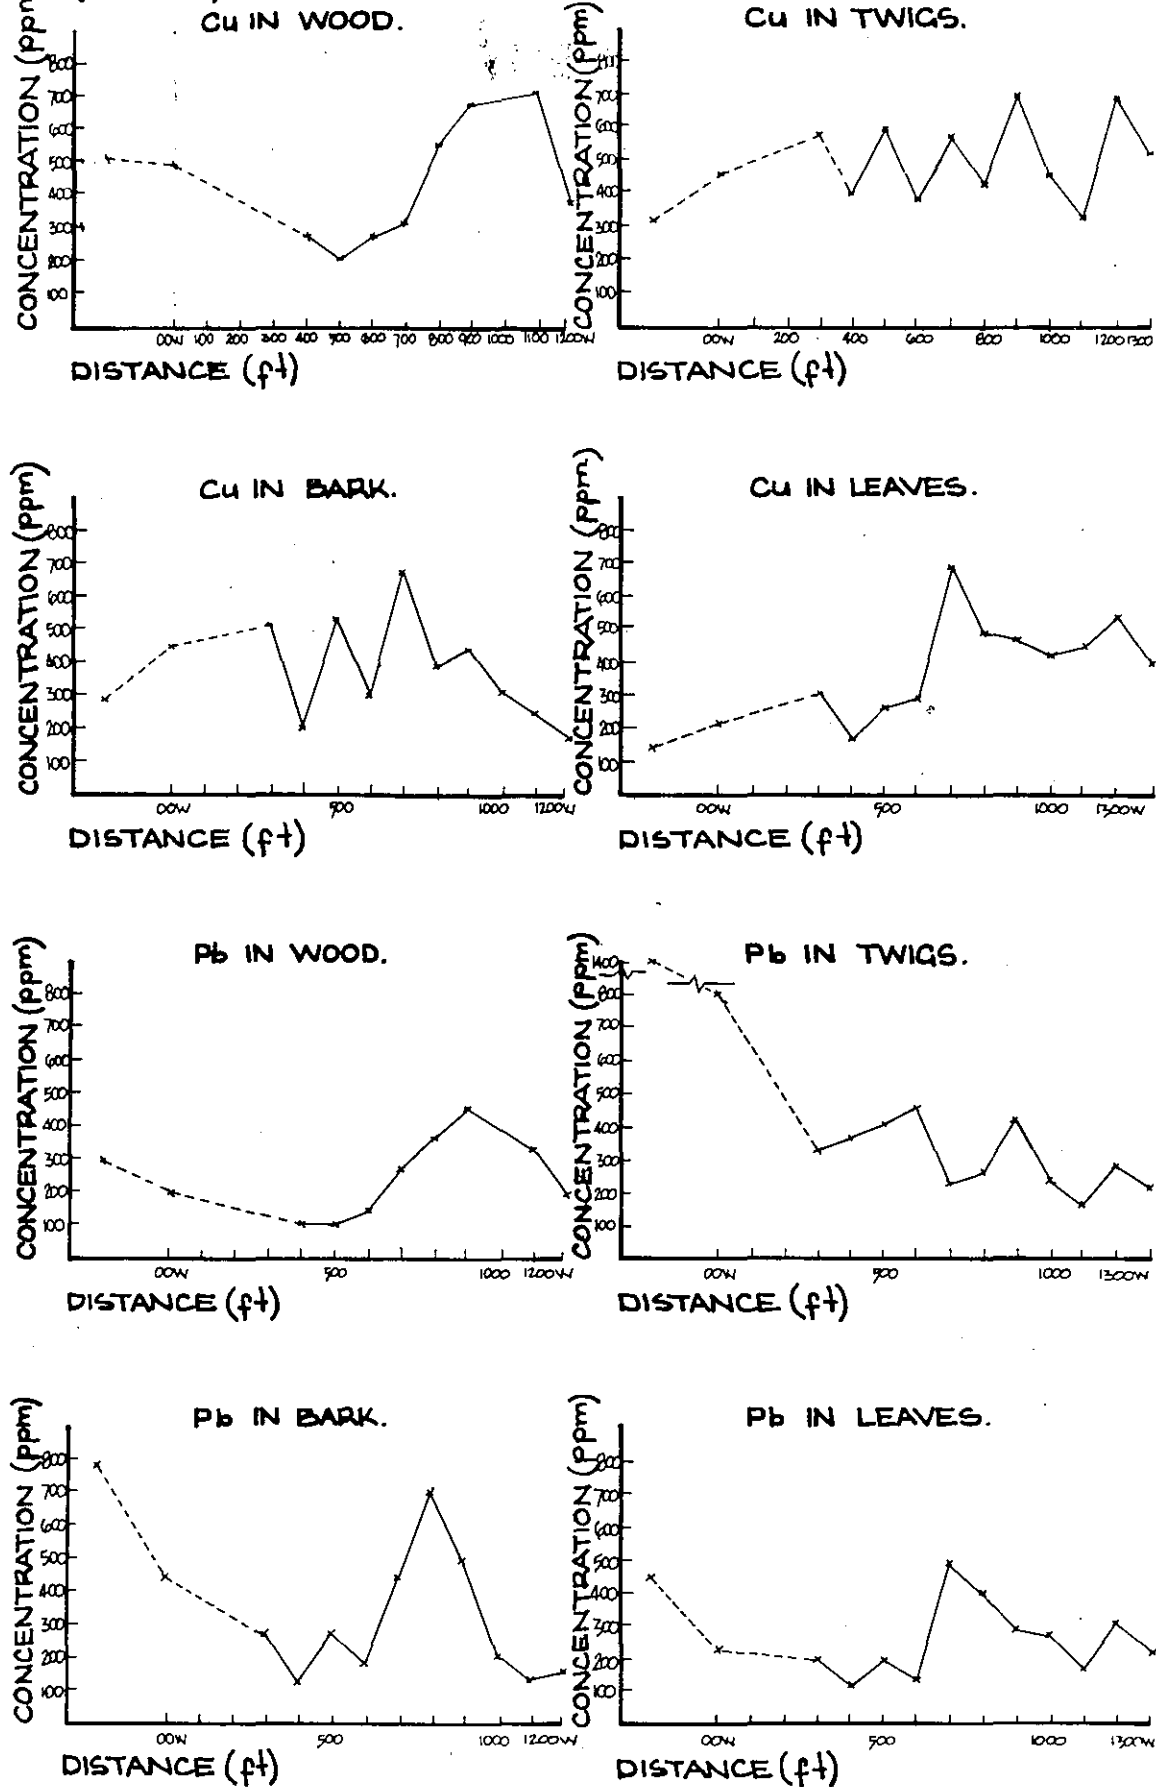 Cu IN WOOD.
CONCENTRATION (ppm)
800
700
600
500
400
300
200
100
00W 100 200 300 400 500 600 700 800 900 1000 1100 1200W
DISTANCE (ft)
Cu IN TWIGS.
CONCENTRATION (ppm)
700
600
500
400
300
200
100
00W 200 400 600 800 1000 1200 1300
DISTANCE (ft)
Cu IN BARK.
CONCENTRATION (ppm)
800
700
600
500
400
300
200
100
00W 500 1000 1200W
DISTANCE (ft)
Cu IN LEAVES.
CONCENTRATION (ppm)
800
700
600
500
400
300
200
100
00W 500 1000 1300W
DISTANCE (ft)
Pb IN WOOD.
CONCENTRATION (ppm)
800
700
600
500
400
300
200
100
00W 500 1000 1200W
DISTANCE (ft)
Pb IN TWIGS.
CONCENTRATION (ppm)
1400
800
700
600
500
400
300
200
100
00W 500 1000 1300W
DISTANCE (ft)
Pb IN BARK.
CONCENTRATION (ppm)
800
700
600
500
400
300
200
100
00W 500 1000 1200W
DISTANCE (ft)
Pb IN LEAVES.
CONCENTRATION (ppm)
800
700
600
500
400
300
200
100
00W 500 1000 1300W
DISTANCE (ft)